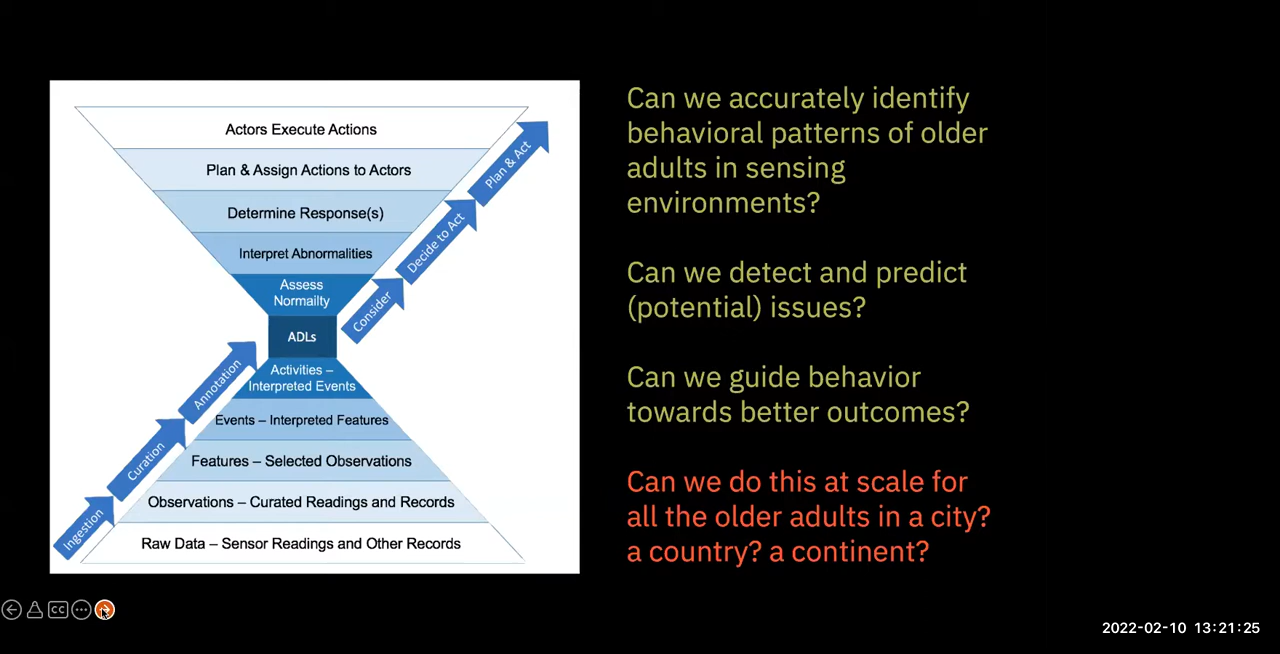 Actors Execute Actions
Plan & Assign Actions to Actors
Determine Response(s)
Interpret Abnormalities
Assess
Normailty
ADLs
Activities –
Interpreted Events
Events – Interpreted Features
Features – Selected Observations
Observations – Curated Readings and Records
Raw Data – Sensor Readings and Other Records
Ingestion
Curation
Annotation
Consider
Decide to Act
Plan & Act
Can we accurately identify
behavioral patterns of older
adults in sensing
environments?
Can we detect and predict
(potential) issues?
Can we guide behavior
towards better outcomes?
Can we do this at scale for
all the older adults in a city?
a country? a continent?
CC
2022-02-10 13:21:25